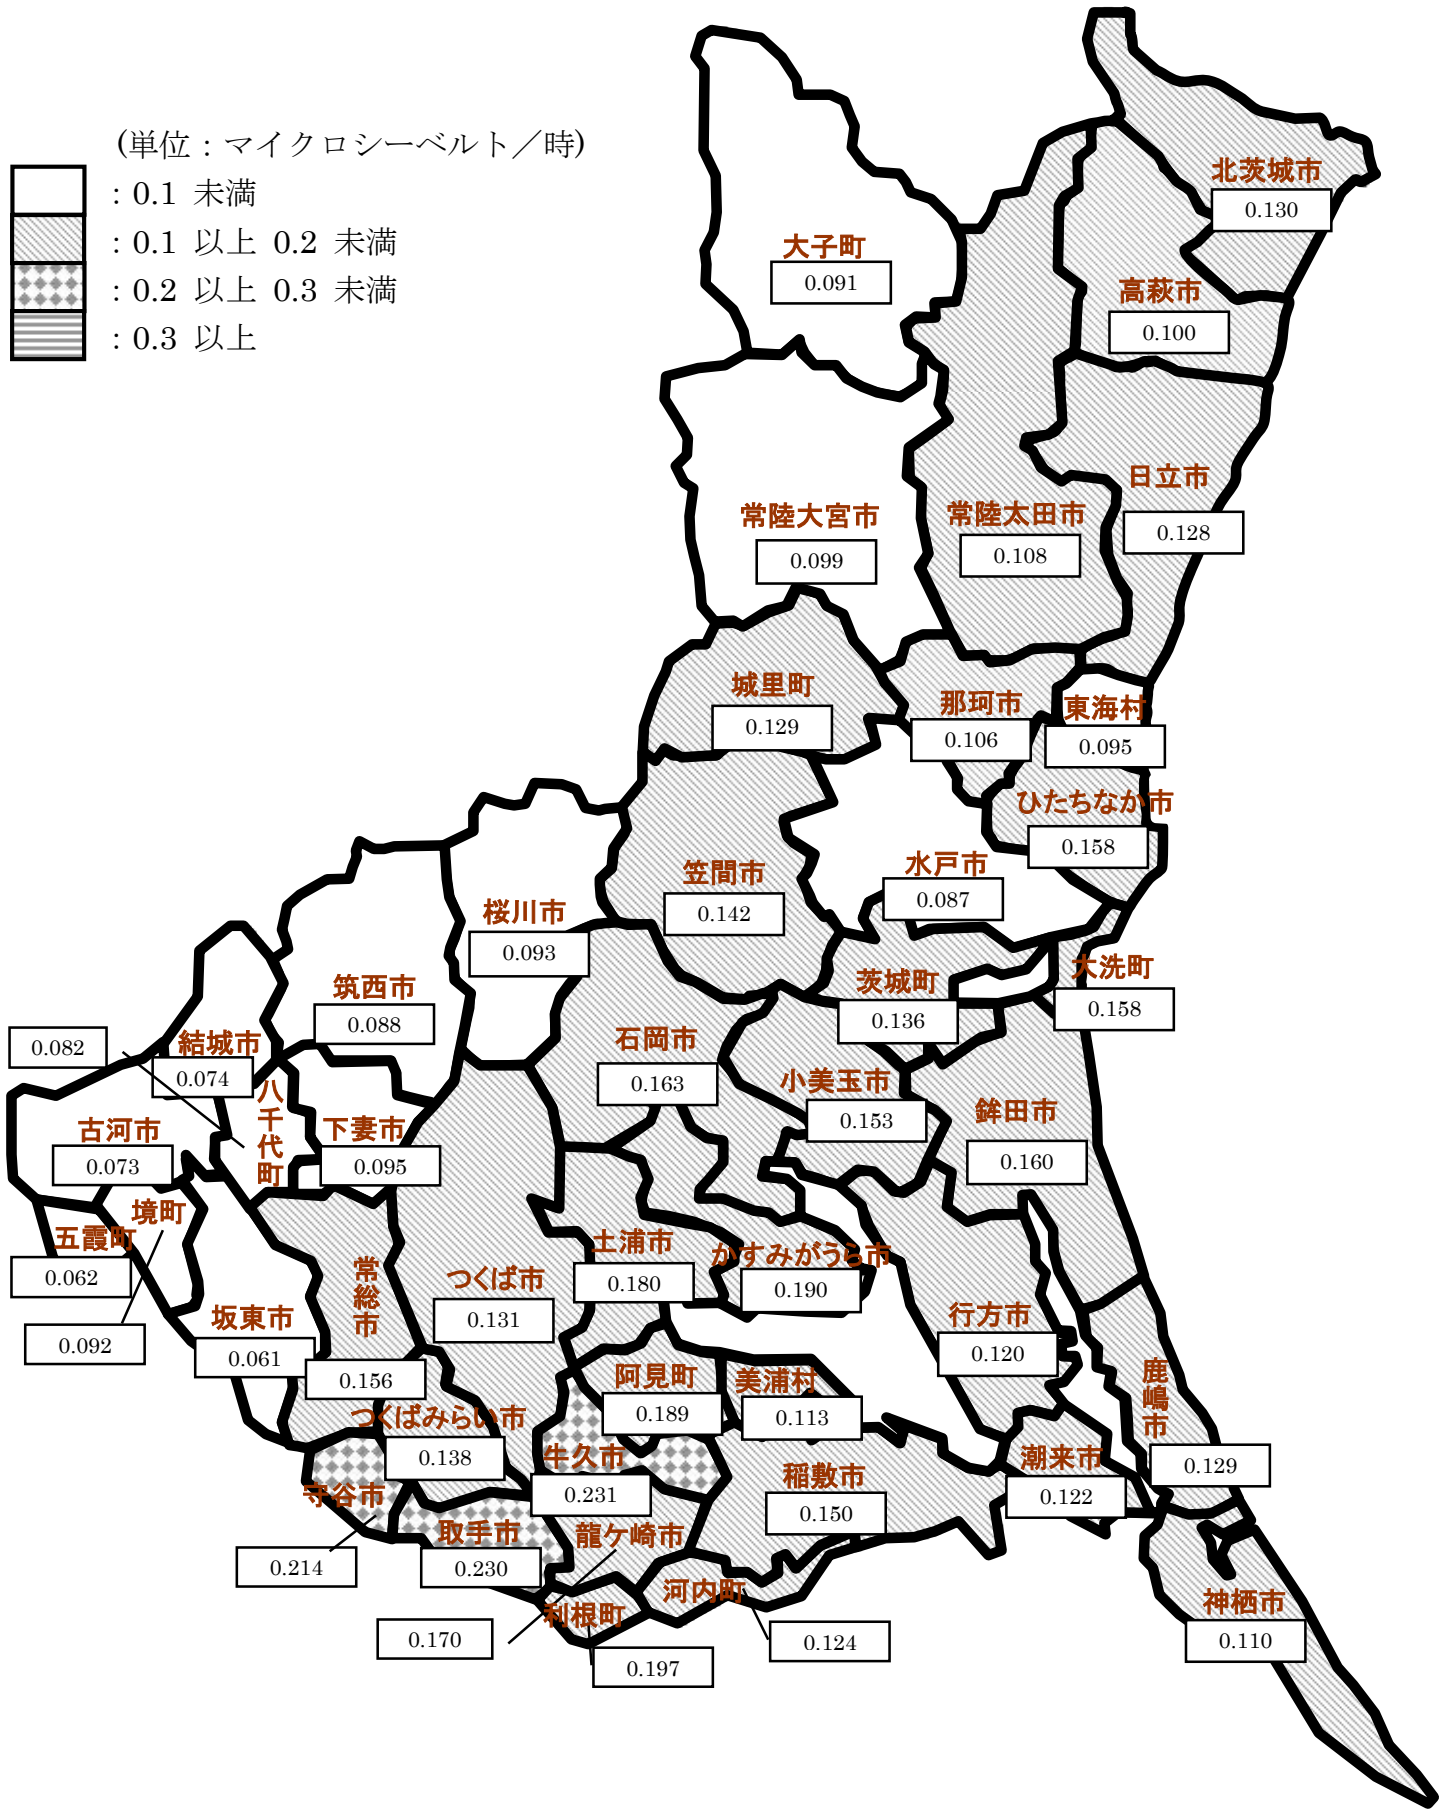 (単位：マイクロシーベルト／時)
：0.1 未満
：0.1 以上 0.2 未満
：0.2 以上 0.3 未満
：0.3 以上
北茨城市
0.130
大子町
0.091
高萩市
0.100
日立市
0.128
常陸大宮市
0.099
常陸太田市
0.108
城里町
0.129
那珂市
0.106
東海村
0.095
ひたちなか市
0.158
笠間市
0.142
水戸市
0.087
桜川市
0.093
筑西市
0.088
茨城町
0.136
大洗町
0.158
石岡市
0.163
結城市
0.074
0.082
八千代町
小美玉市
0.153
鉾田市
0.160
古河市
0.073
下妻市
0.095
境町
五霞町
0.062
0.092
坂東市
0.061
常総市
0.156
つくば市
0.131
土浦市
0.180
かすみがうら市
0.190
行方市
0.120
阿見町
0.189
美浦村
0.113
鹿嶋市
0.129
つくばみらい市
0.138
牛久市
0.231
稲敷市
0.150
潮来市
0.122
守谷市
0.214
取手市
0.230
龍ケ崎市
0.170
利根町
0.197
河内町
0.124
神栖市
0.110